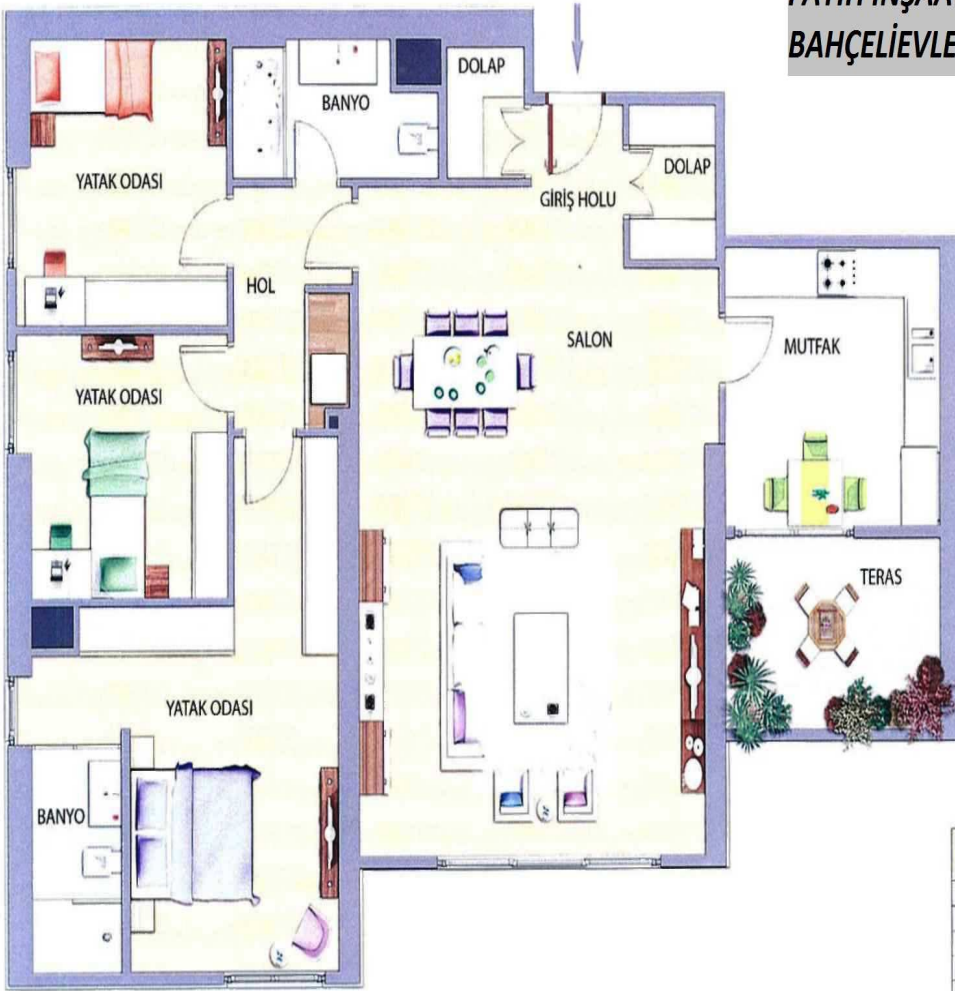 BAHÇELİEVLE
DOLAP
BANYO
YATAK ODASI
DOLAP
GİRİŞ HOLU
HOL
SALON
MUTFAK
YATAK ODASI
TERAS
YATAK ODASI
BANYO